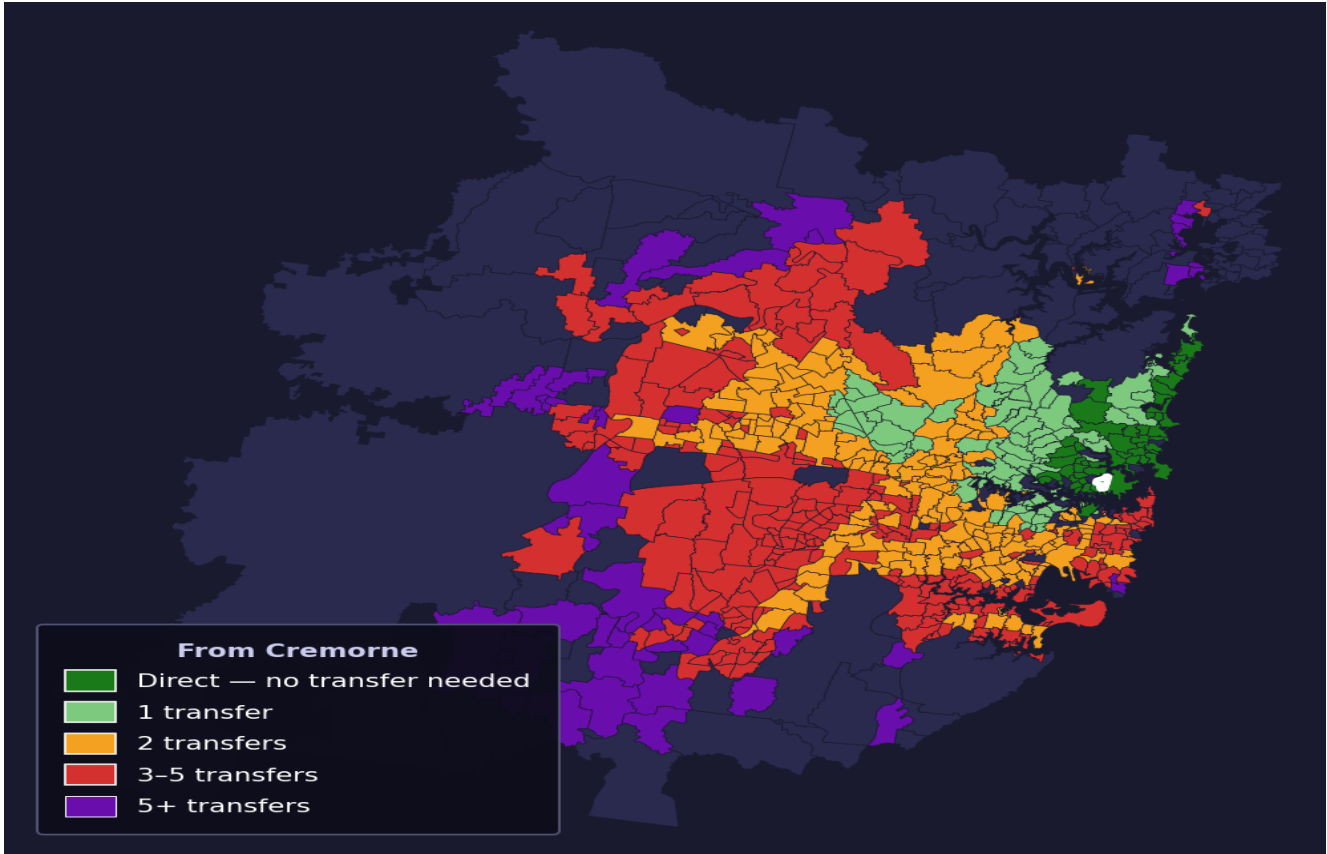 From Cremorne
Direct — no transfer needed
1 transfer
2 transfers
3–5 transfers
5+ transfers